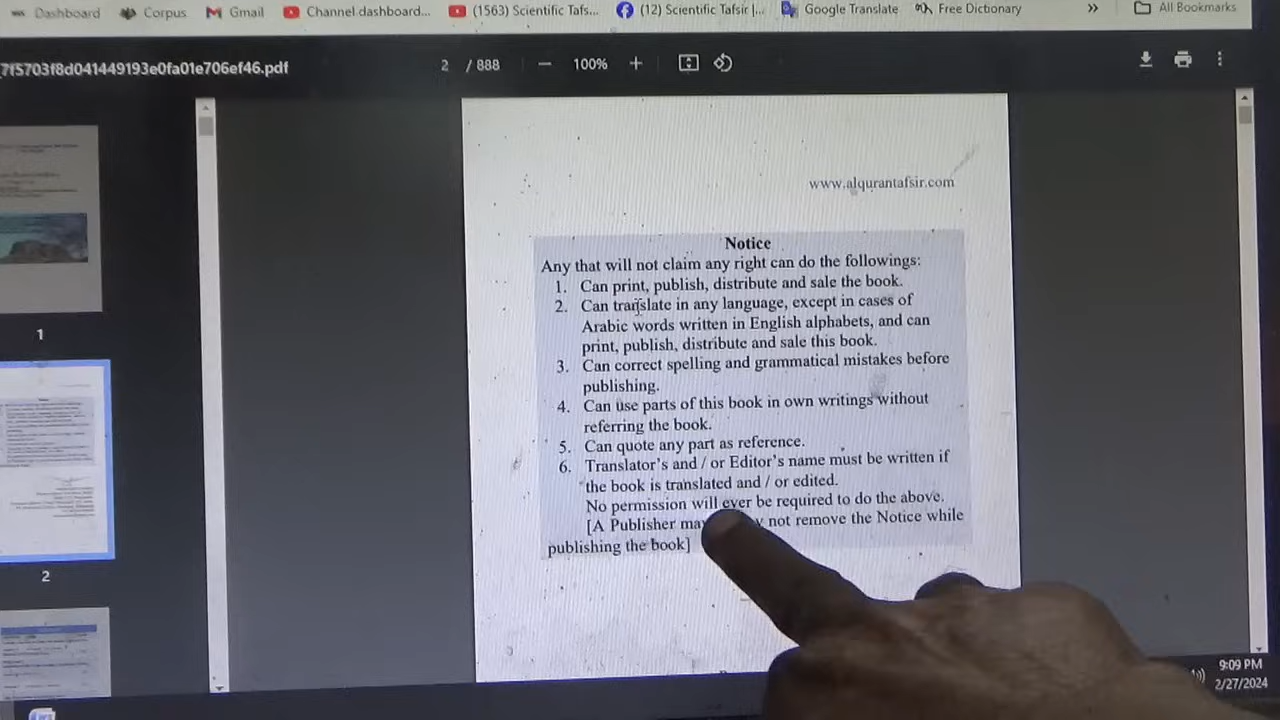 Dashboard Corpus Gmail Channel dashboard... (1563) Scientific Tafs... (12) Scientific Tafsir |... Google Translate Free Dictionary » All Bookmarks
7f5703f8d041449193e0fa01e706ef46.pdf 2 / 888 — 100% +
www.alqurantafsir.com
Notice
Any that will not claim any right can do the followings:
1. Can print, publish, distribute and sale the book.
2. Can translate in any language, except in cases of
Arabic words written in English alphabets, and can
print, publish, distribute and sale this book.
3. Can correct spelling and grammatical mistakes before
publishing.
4. Can use parts of this book in own writings without
referring the book.
5. Can quote any part as reference.
6. Translator's and / or Editor's name must be written if
the book is translated and / or edited.
No permission will ever be required to do the above.
[A Publisher may not remove the Notice while
publishing the book]
1
2
9:09 PM
2/27/2024